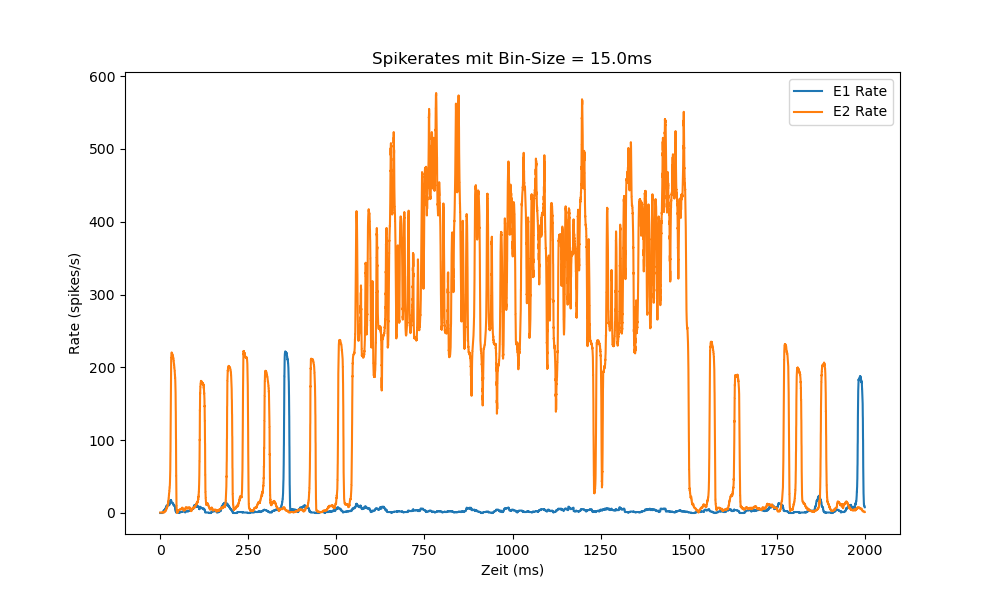 Spikerates mit Bin-Size = 15.0ms
E1 Rate
E2 Rate
Rate (spikes/s)
600
500
400
300
200
100
0
0 250 500 750 1000 1250 1500 1750 2000
Zeit (ms)